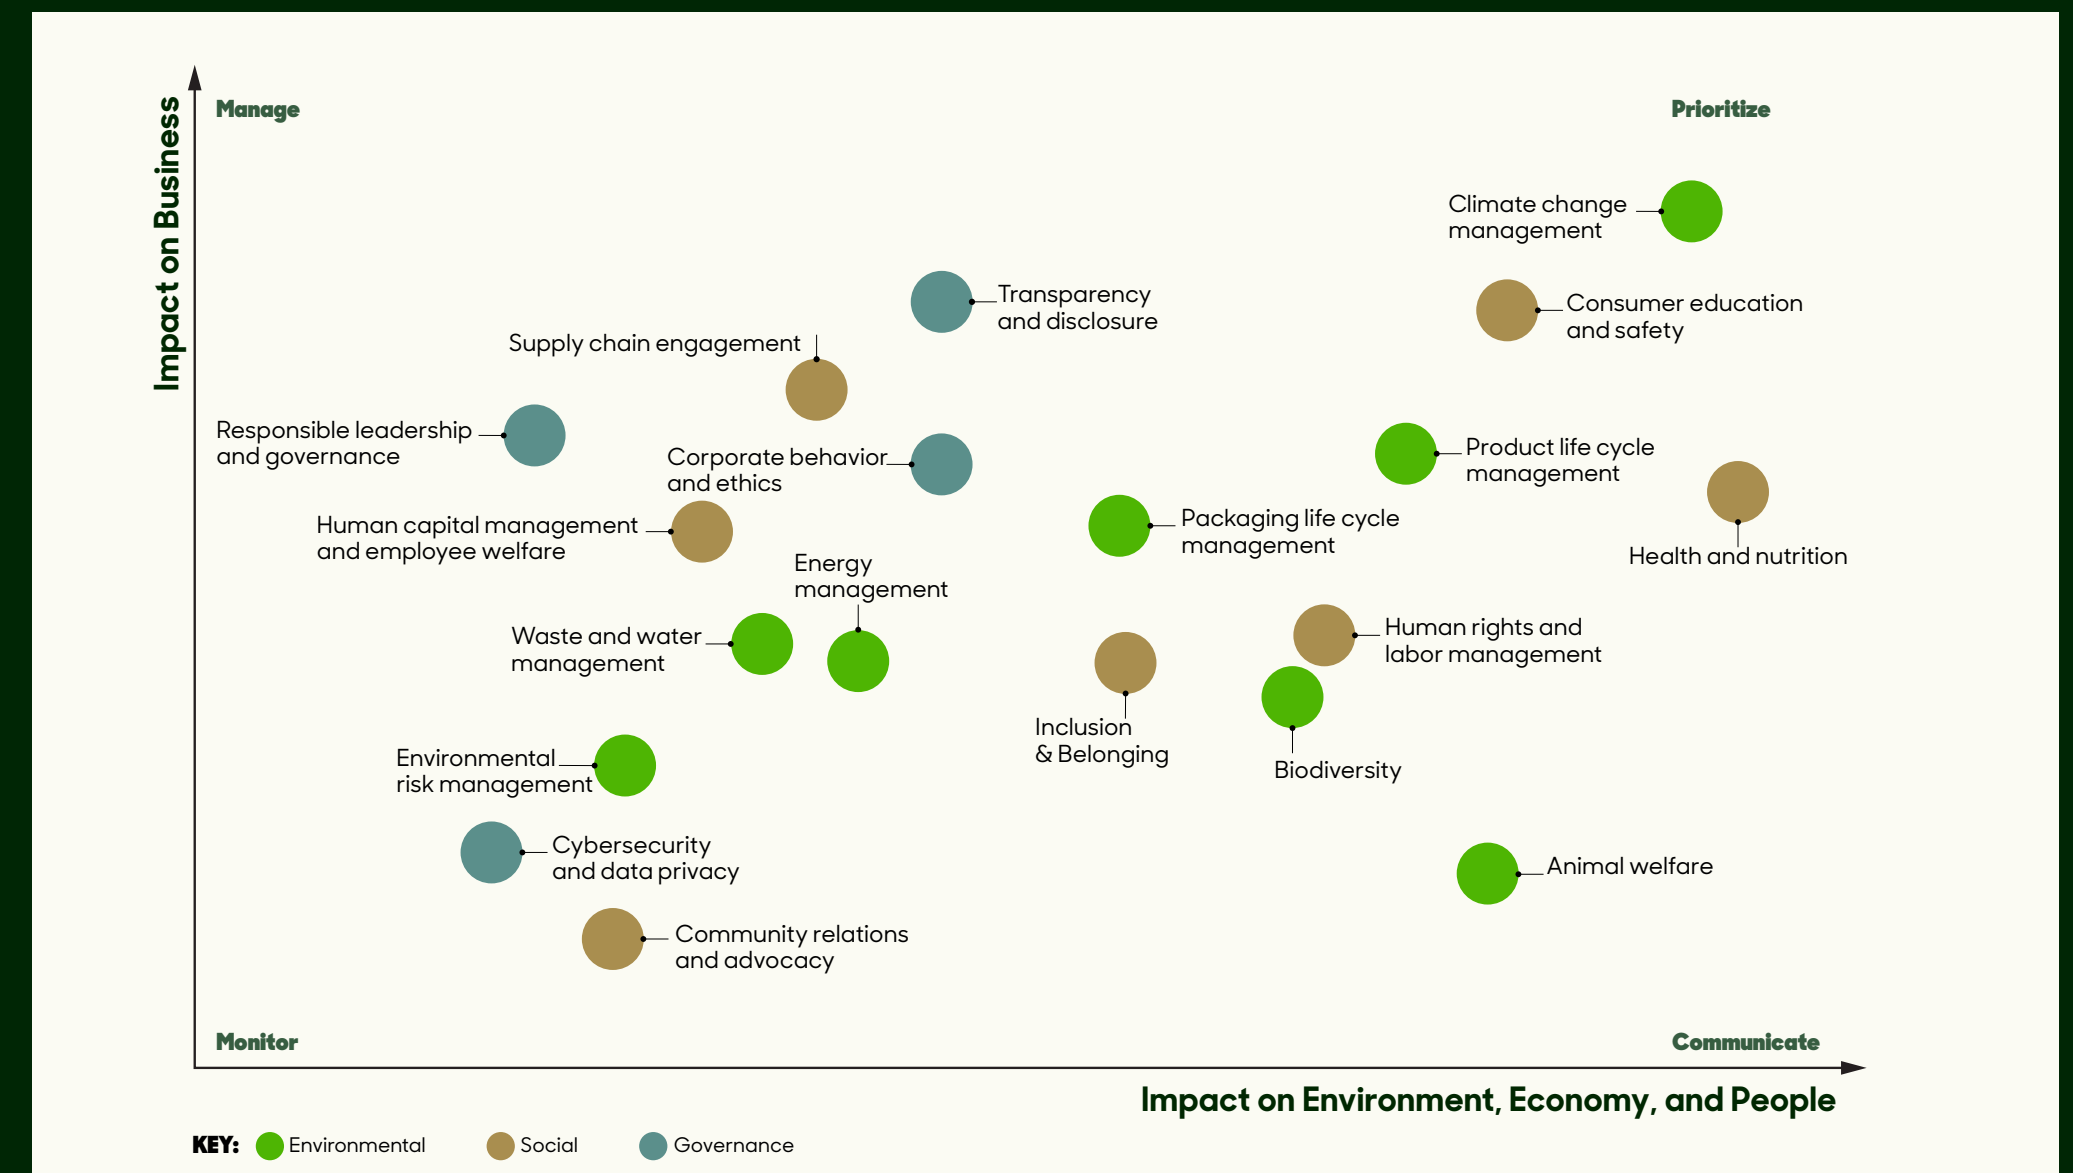 Impact on Business
Manage
Prioritize
Climate change
management
Transparency
and disclosure
Consumer education
and safety
Supply chain engagement
Responsible leadership
and governance
Corporate behavior
and ethics
Product life cycle
management
Human capital management
and employee welfare
Packaging life cycle
management
Health and nutrition
Energy
management
Waste and water
management
Human rights and
labor management
Inclusion
& Belonging
Biodiversity
Environmental
risk management
Cybersecurity
and data privacy
Animal welfare
Community relations
and advocacy
Monitor
Communicate
Impact on Environment, Economy, and People
KEY: Environmental Social Governance